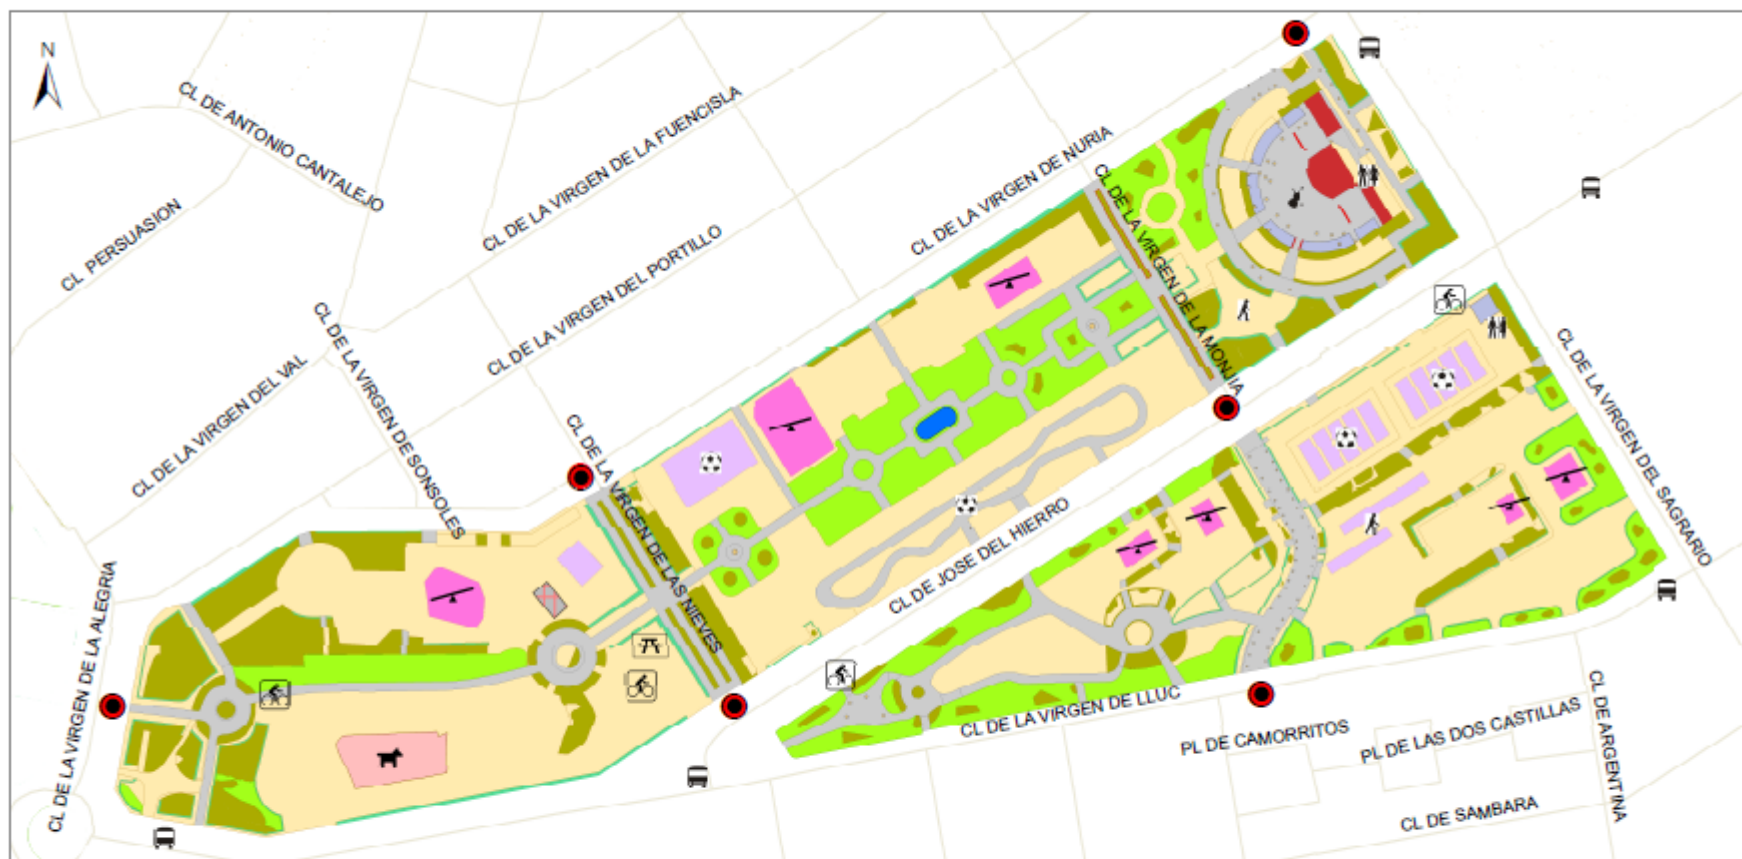 N
CL DE ANTONIO CANTALEJO
CL DE LA VIRGEN DE LA FUENCISLA
CL DE LA VIRGEN DE NURIA
CL DE LA VIRGEN DE LA MONJIA
CL PERSUASION
CL DE LA VIRGEN DEL PORTILLO
CL DE LA VIRGEN DE SONSOLES
CL DE LA VIRGEN DEL VAL
CL DE LA VIRGEN DE LAS NIEVES
CL DE LA VIRGEN DEL SAGRARIO
CL DE JOSE DEL HIERRO
CL DE LA VIRGEN DE LA ALEGRIA
CL DE LA VIRGEN DE LLUC
PL DE CAMORRITOS
PL DE LAS DOS CASTILLAS
CL DE ARGENTINA
CL DE SAMBARA